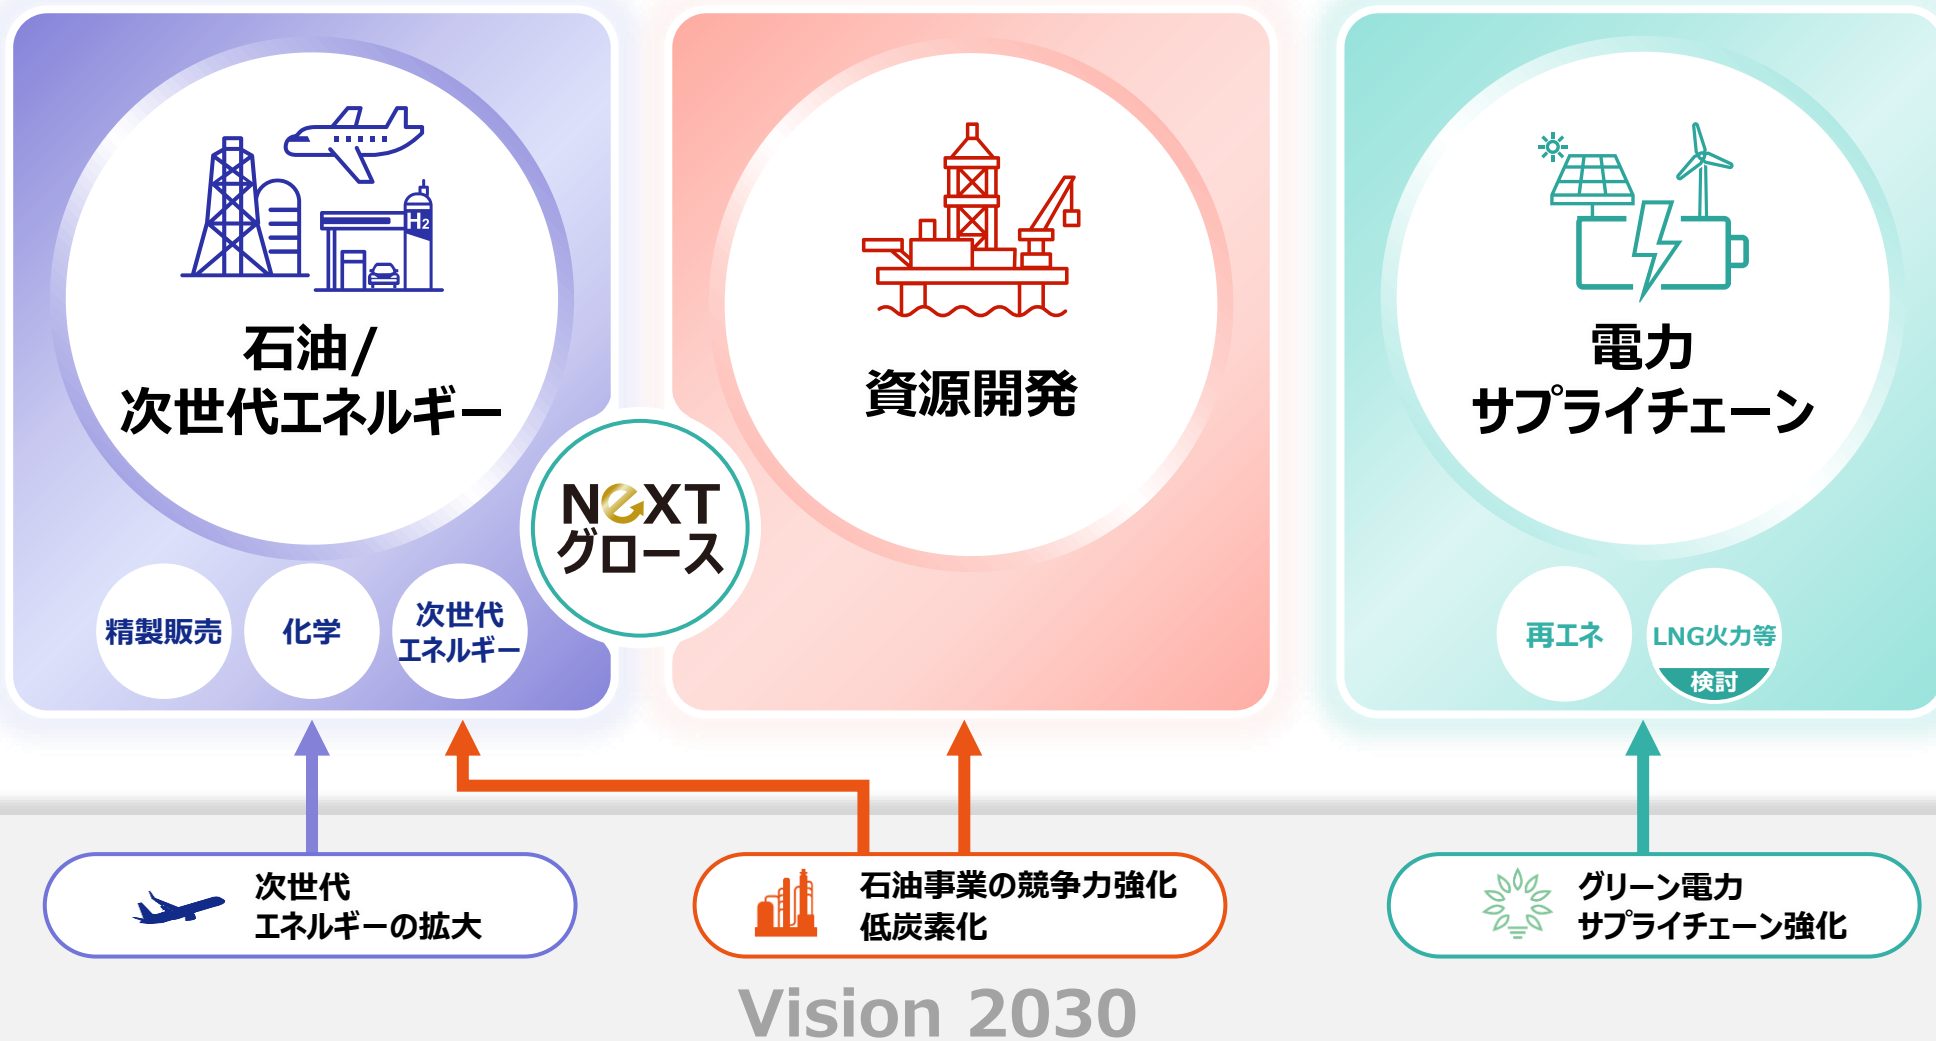 H2
石油/
次世代エネルギー
資源開発
電力
サプライチェーン
NeXT
グロース
精製販売
化学
次世代
エネルギー
再エネ
LNG火力等
検討
次世代
エネルギーの拡大
石油事業の競争力強化
低炭素化
グリーン電力
サプライチェーン強化
Vision 2030